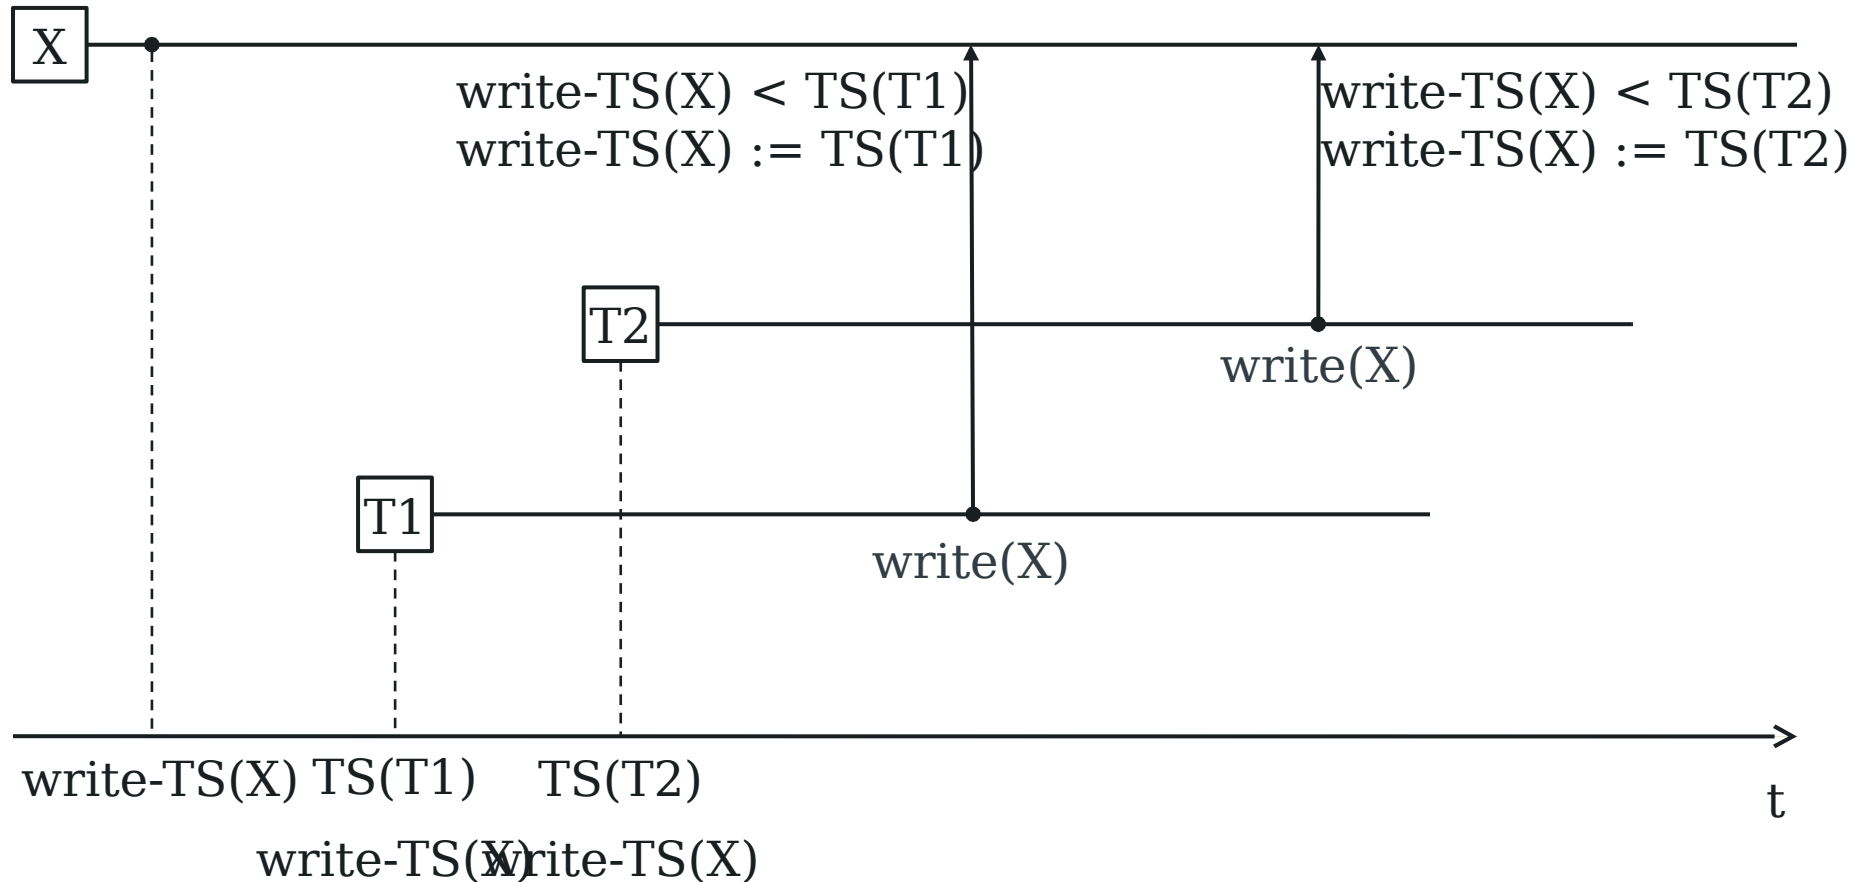 X
write-TS(X) < TS(T1)
write-TS(X) := TS(T1)
write-TS(X) < TS(T2)
write-TS(X) := TS(T2)
T2
write(X)
T1
write(X)
write-TS(X) TS(T1) TS(T2)
t
write-TS(X) write-TS(X)